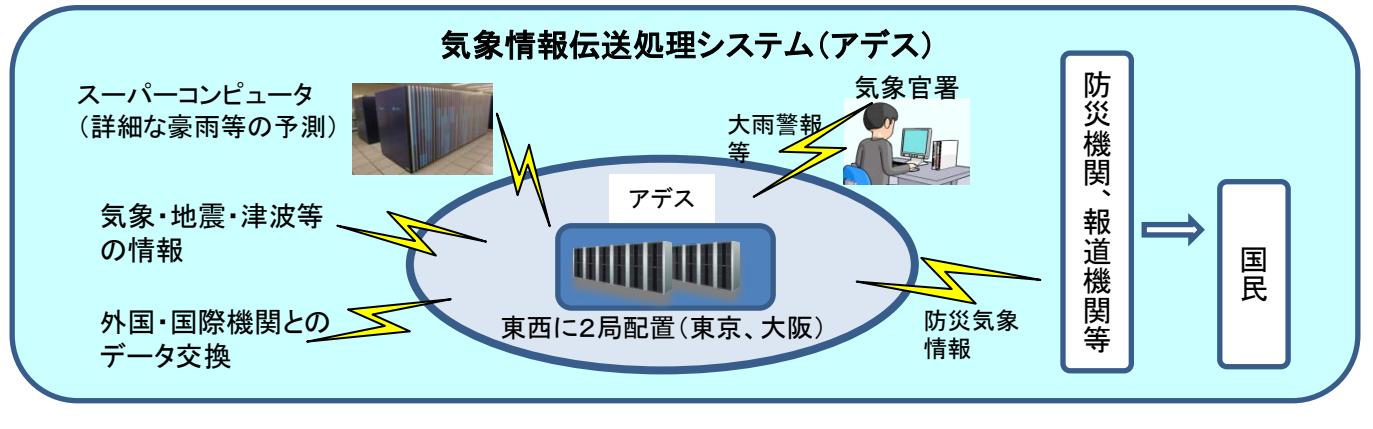 気象情報伝送処理システム（アデス）
スーパーコンピュータ
（詳細な豪雨等の予測）
気象・地震・津波等
の情報
外国・国際機関との
データ交換
アデス
東西に２局配置（東京、大阪）
気象官署
大雨警報
等
防災気象
情報
防災機関、報道機関等
国民